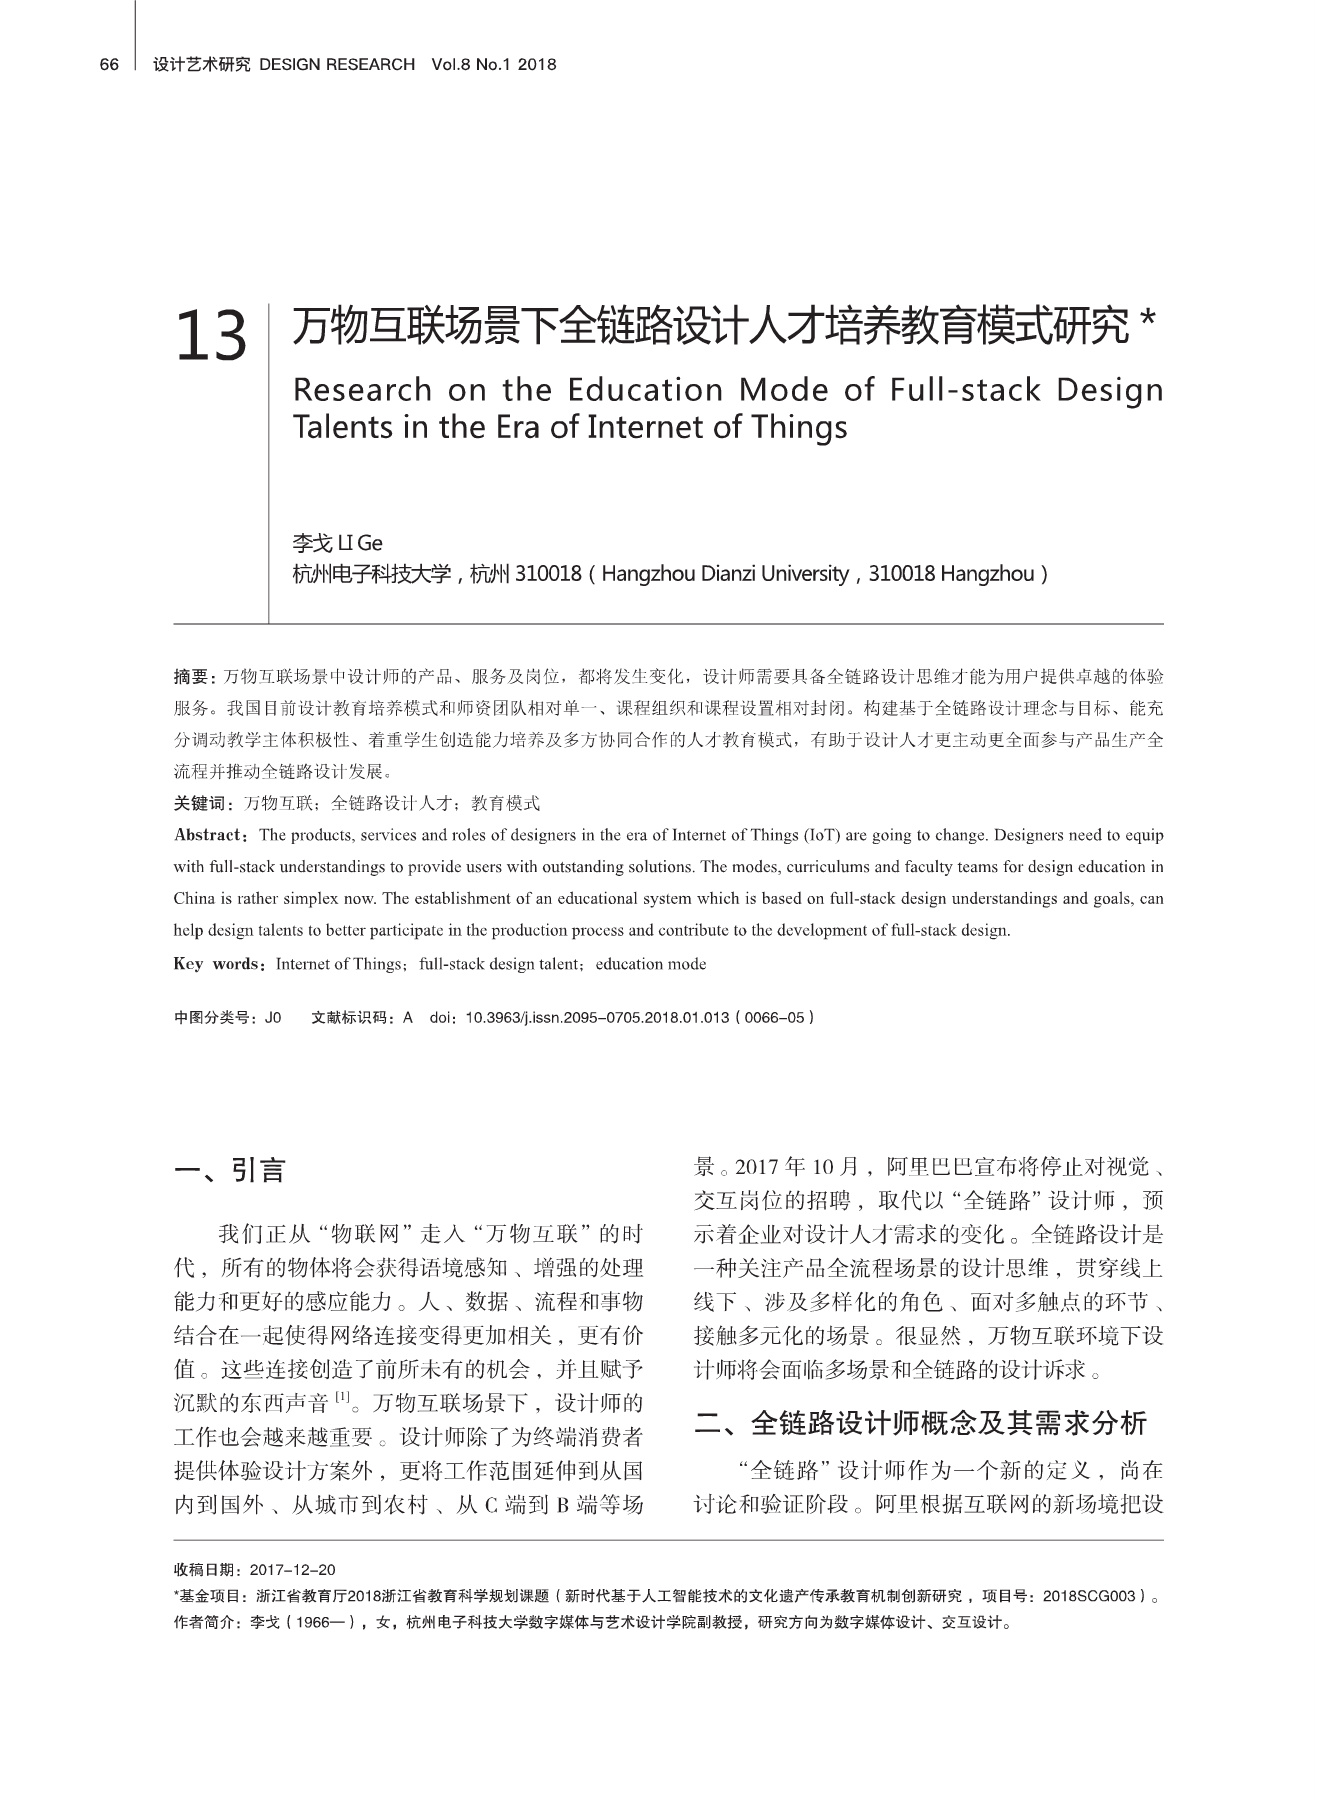 66 设计艺术研究 DESIGN RESEARCH Vol.8 No.1 2018
13
万物互联场景下全链路设计人才培养教育模式研究 *
Research on the Education Mode of Full-stack Design
Talents in the Era of Internet of Things
李戈 LI Ge
杭州电子科技大学，杭州 310018（Hangzhou Dianzi University，310018 Hangzhou）
摘要：万物互联场景中设计师的产品、服务及岗位，都将发生变化，设计师需要具备全链路设计思维才能为用户提供卓越的体验
服务。我国目前设计教育培养模式和师资团队相对单一、课程组织和课程设置相对封闭。构建基于全链路设计理念与目标、能充
分调动教学主体积极性、着重学生创造能力培养及多方协同合作的人才教育模式，有助于设计人才更主动更全面参与产品生产全
流程并推动全链路设计发展。
关键词：万物互联；全链路设计人才；教育模式
Abstract：The products, services and roles of designers in the era of Internet of Things (IoT) are going to change. Designers need to equip
with full-stack understandings to provide users with outstanding solutions. The modes, curriculums and faculty teams for design education in
China is rather simplex now. The establishment of an educational system which is based on full-stack design understandings and goals, can
help design talents to better participate in the production process and contribute to the development of full-stack design.
Key words：Internet of Things；full-stack design talent；education mode
中图分类号：J0 文献标识码：A doi：10.3963/j.issn.2095-0705.2018.01.013（0066-05）
一、引言
我们正从“物联网”走入“万物互联”的时
代，所有的物体将会获得语境感知、增强的处理
能力和更好的感应能力。人、数据、流程和事物
结合在一起使得网络连接变得更加相关，更有价
值。这些连接创造了前所未有的机会，并且赋予
沉默的东西声音[1]。万物互联场景下，设计师的
工作也会越来越重要。设计师除了为终端消费者
提供体验设计方案外，更将工作范围延伸到从国
内到国外、从城市到农村、从 C 端到 B 端等场
景。2017 年 10 月，阿里巴巴宣布将停止对视觉、
交互岗位的招聘，取代以“全链路”设计师，预
示着企业对设计人才需求的变化。全链路设计是
一种关注产品全流程场景的设计思维，贯穿线上
线下、涉及多样化的角色、面对多触点的环节、
接触多元化的场景。很显然，万物互联环境下设
计师将会面临多场景和全链路的设计诉求。
二、全链路设计师概念及其需求分析
“全链路”设计师作为一个新的定义，尚在
讨论和验证阶段。阿里根据互联网的新场境把设
收稿日期：2017-12-20
*基金项目：浙江省教育厅2018浙江省教育科学规划课题（新时代基于人工智能技术的文化遗产传承教育机制创新研究，项目号：2018SCG003）。
作者简介：李戈（1966—），女，杭州电子科技大学数字媒体与艺术设计学院副教授，研究方向为数字媒体设计、交互设计。